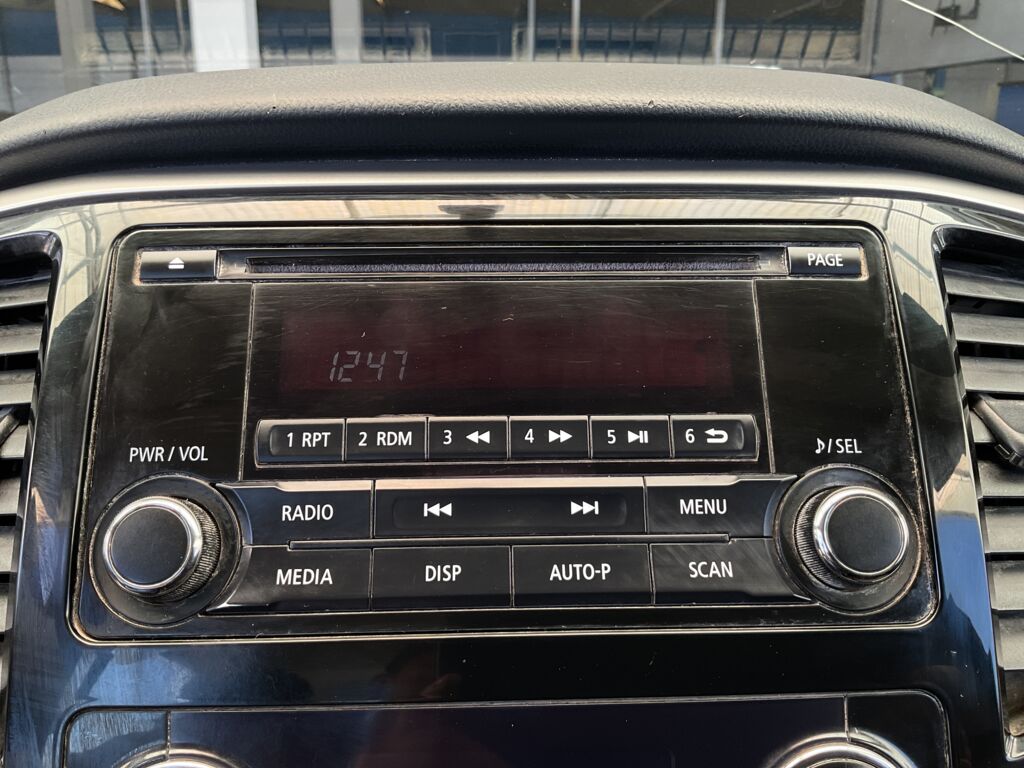 PAGE
1247
1 RPT 2 RDM 3 4 5 6
PWR / VOL
/ SEL
RADIO MENU
MEDIA DISP AUTO-P SCAN